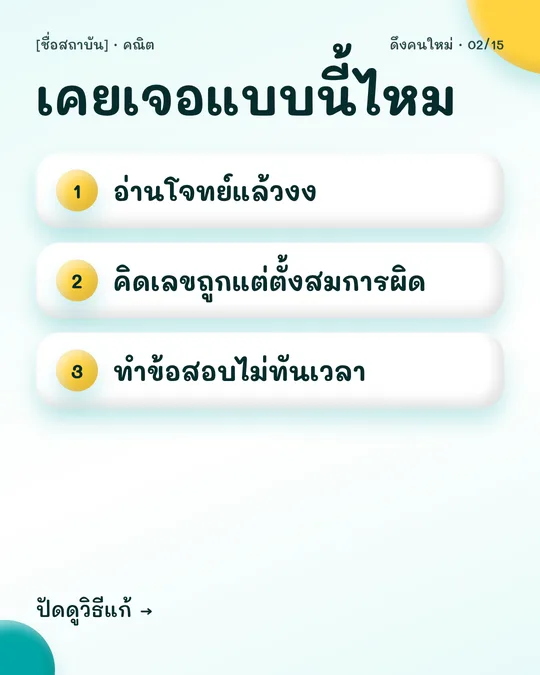 [ชื่อสถาบัน] · คณิต
ดึงคนใหม่ · 02/15
เคยเจอแบบนี้ไหม
1 อ่านโจทย์แล้วงง
2 คิดเลขถูกแต่ตั้งสมการผิด
3 ทำข้อสอบไม่ทันเวลา
ปัดดูวิธีแก้ →